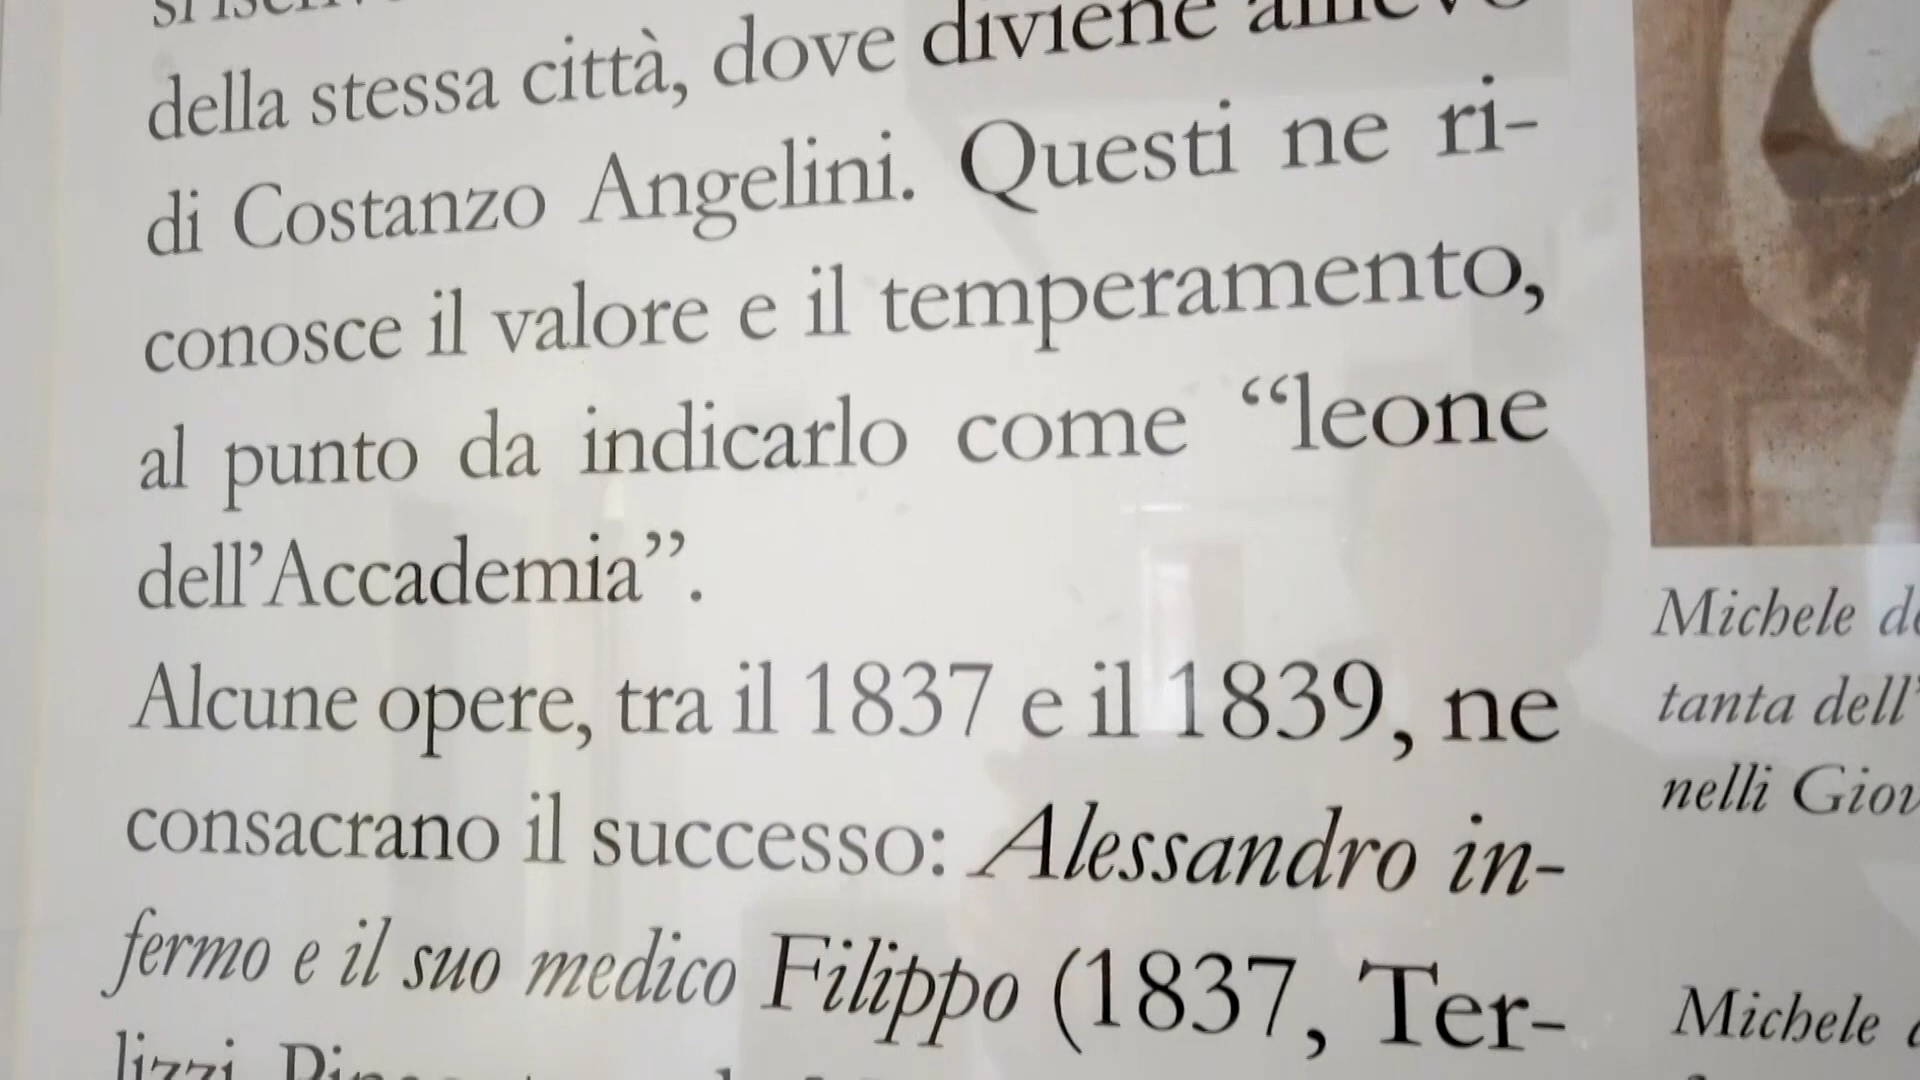 della stessa città, dove diviene allievo
di Costanzo Angelini. Questi ne ri-
conosce il valore e il temperamento,
al punto da indicarlo come “leone
dell’Accademia”.
Alcune opere, tra il 1837 e il 1839, ne
consacrano il successo: Alessandro in-
fermo e il suo medico Filippo (1837, Ter-
lizzi,
Michele
tanta dell’
nelli
Michele